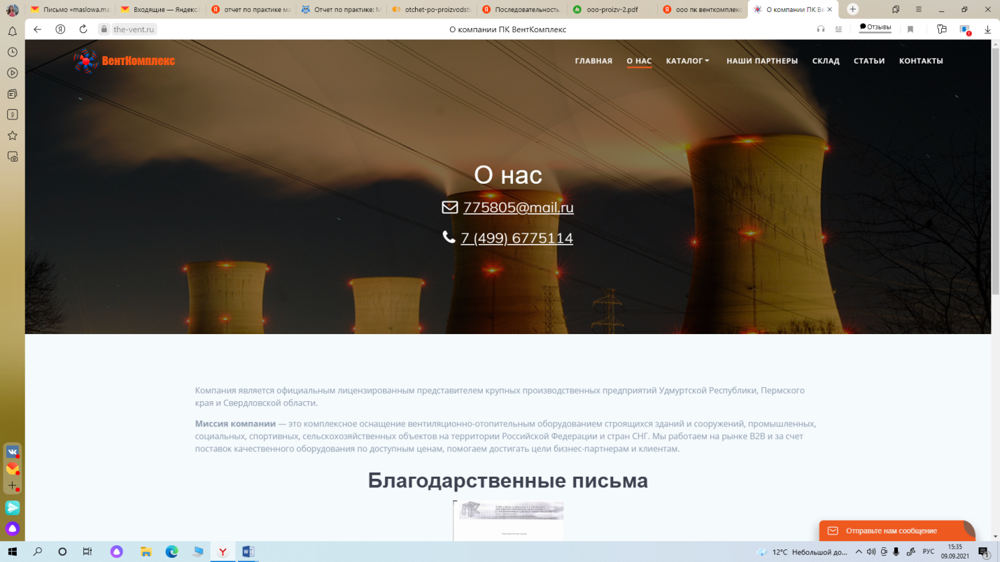 Письмо «maslowa.ma
Входящие — Яндекс.
отчет по практике ма
Отчет по практике: М
otchet-po-proizvodstv
Последовательность
ooo-proizv-2.pdf
ооо пк венткомплекс
О компании ПК Ве
the-vent.ru
О компании ПК ВентКомплекс
Отзывы
9
ВентКомплекс
ГЛАВНАЯ О НАС КАТАЛОГ НАШИ ПАРТНЕРЫ СКЛАД СТАТЬИ КОНТАКТЫ
О нас
775805@mail.ru
7 (499) 6775114
Компания является официальным лицензированным представителем крупных производственных предприятий Удмуртской Республики, Пермского
края и Свердловской области.
Миссия компании — это комплексное оснащение вентиляционно-отопительным оборудованием строящихся зданий и сооружений, промышленных,
социальных, спортивных, сельскохозяйственных объектов на территории Российской Федерации и стран СНГ. Мы работаем на рынке B2B и за счет
поставок качественного оборудования по доступным ценам, помогаем достигать цели бизнес-партнерам и клиентам.
Благодарственные письма
Отправьте нам сообщение
12°C Небольшой до...
РУС
15:35
09.09.2021